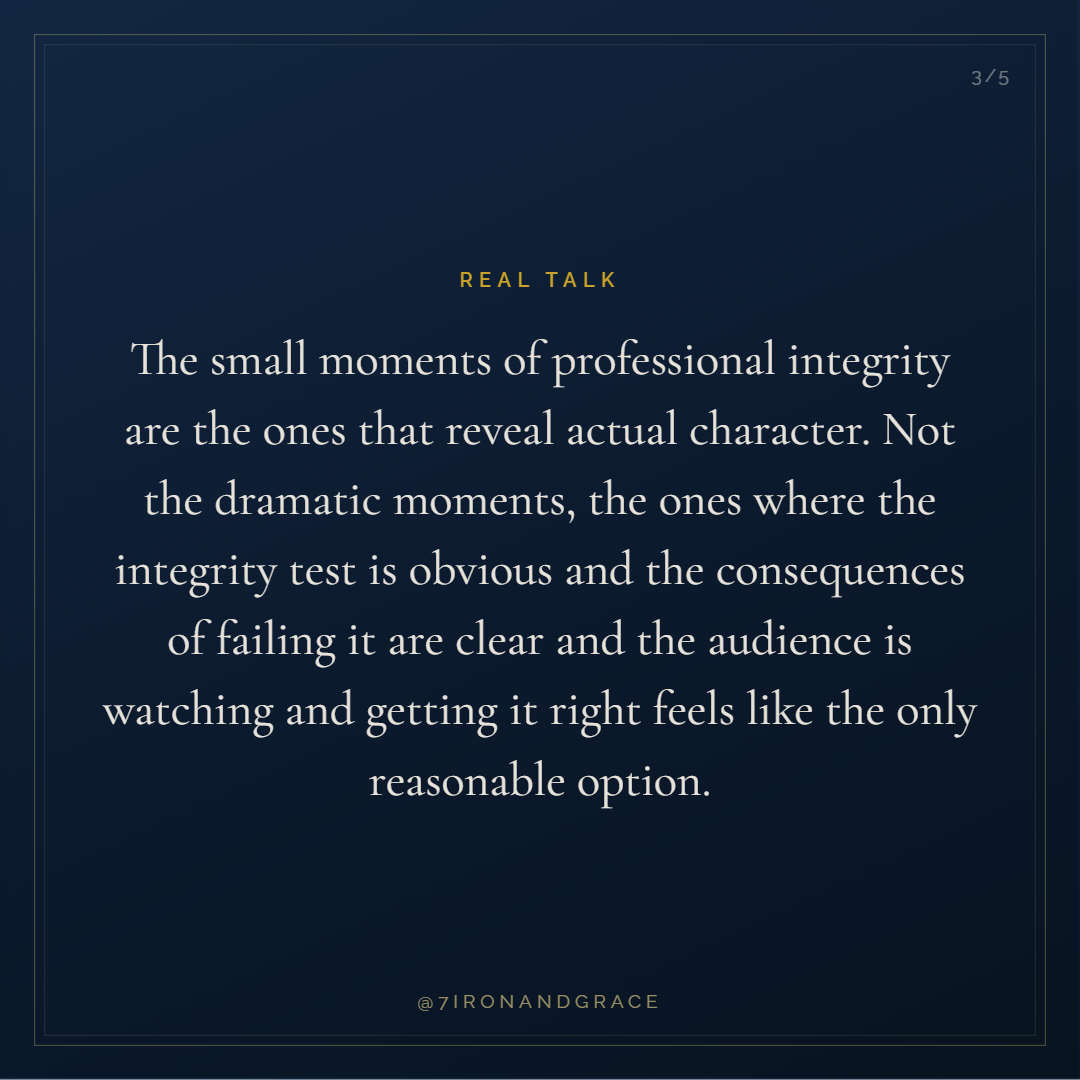 3/5
REAL TALK
The small moments of professional integrity
are the ones that reveal actual character. Not
the dramatic moments, the ones where the
integrity test is obvious and the consequences
of failing it are clear and the audience is
watching and getting it right feels like the only
reasonable option.
@7IRONANDGRACE